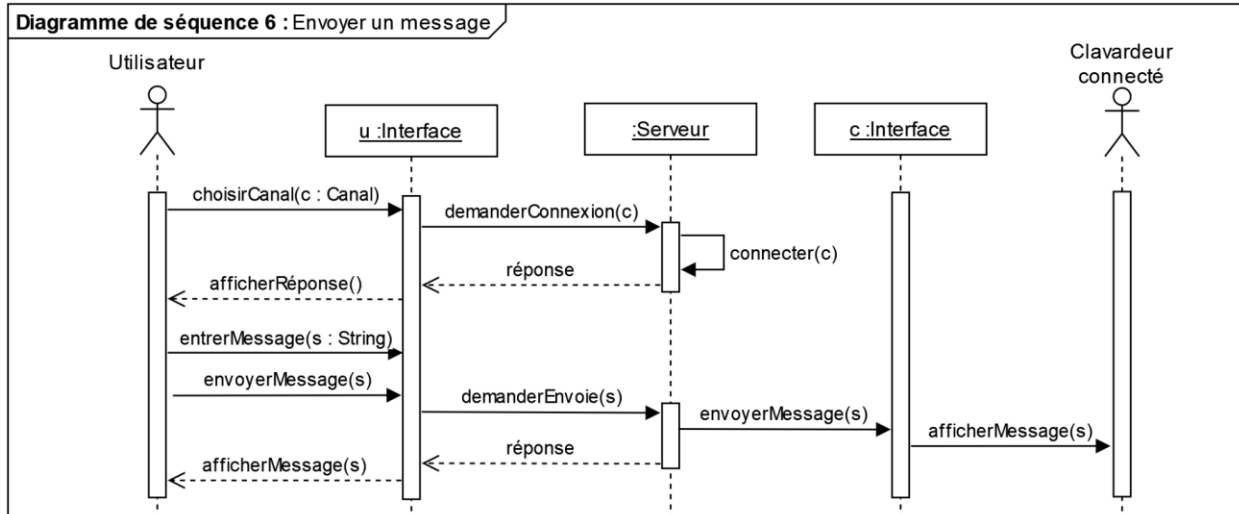 Diagramme de séquence 6 : Envoyer un message
Utilisateur
Clavardeur
connecté
u :Interface
:Serveur
c :Interface
choisirCanal(c : Canal)
demanderConnexion(c)
connecter(c)
réponse
afficherRéponse()
entrerMessage(s : String)
envoyerMessage(s)
demanderEnvoie(s)
envoyerMessage(s)
afficherMessage(s)
réponse
afficherMessage(s)